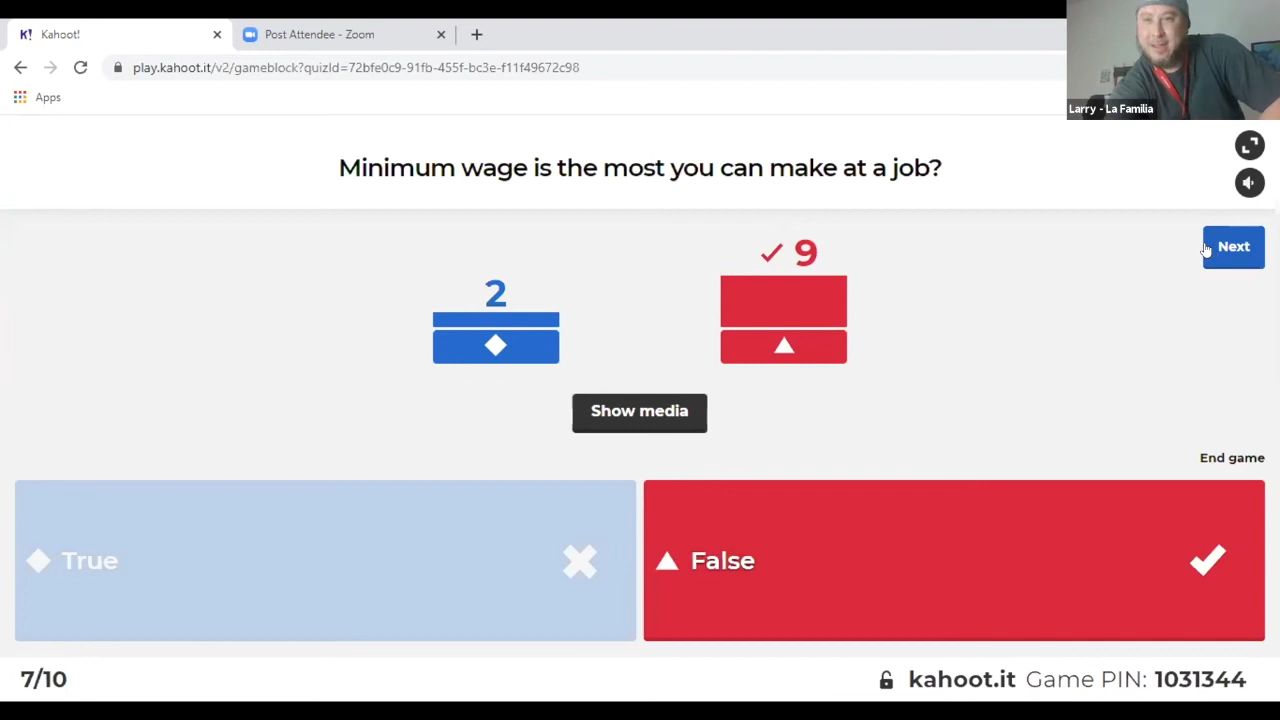 K! Kahoot!
Post Attendee - Zoom
play.kahoot.it/v2/gameblock?quizId=72bfe0c9-91fb-455f-bc3e-f11f49672c98
Apps
Larry - La Familia
Minimum wage is the most you can make at a job?
Next
2
9
Show media
End game
True
False
7/10
kahoot.it Game PIN: 1031344